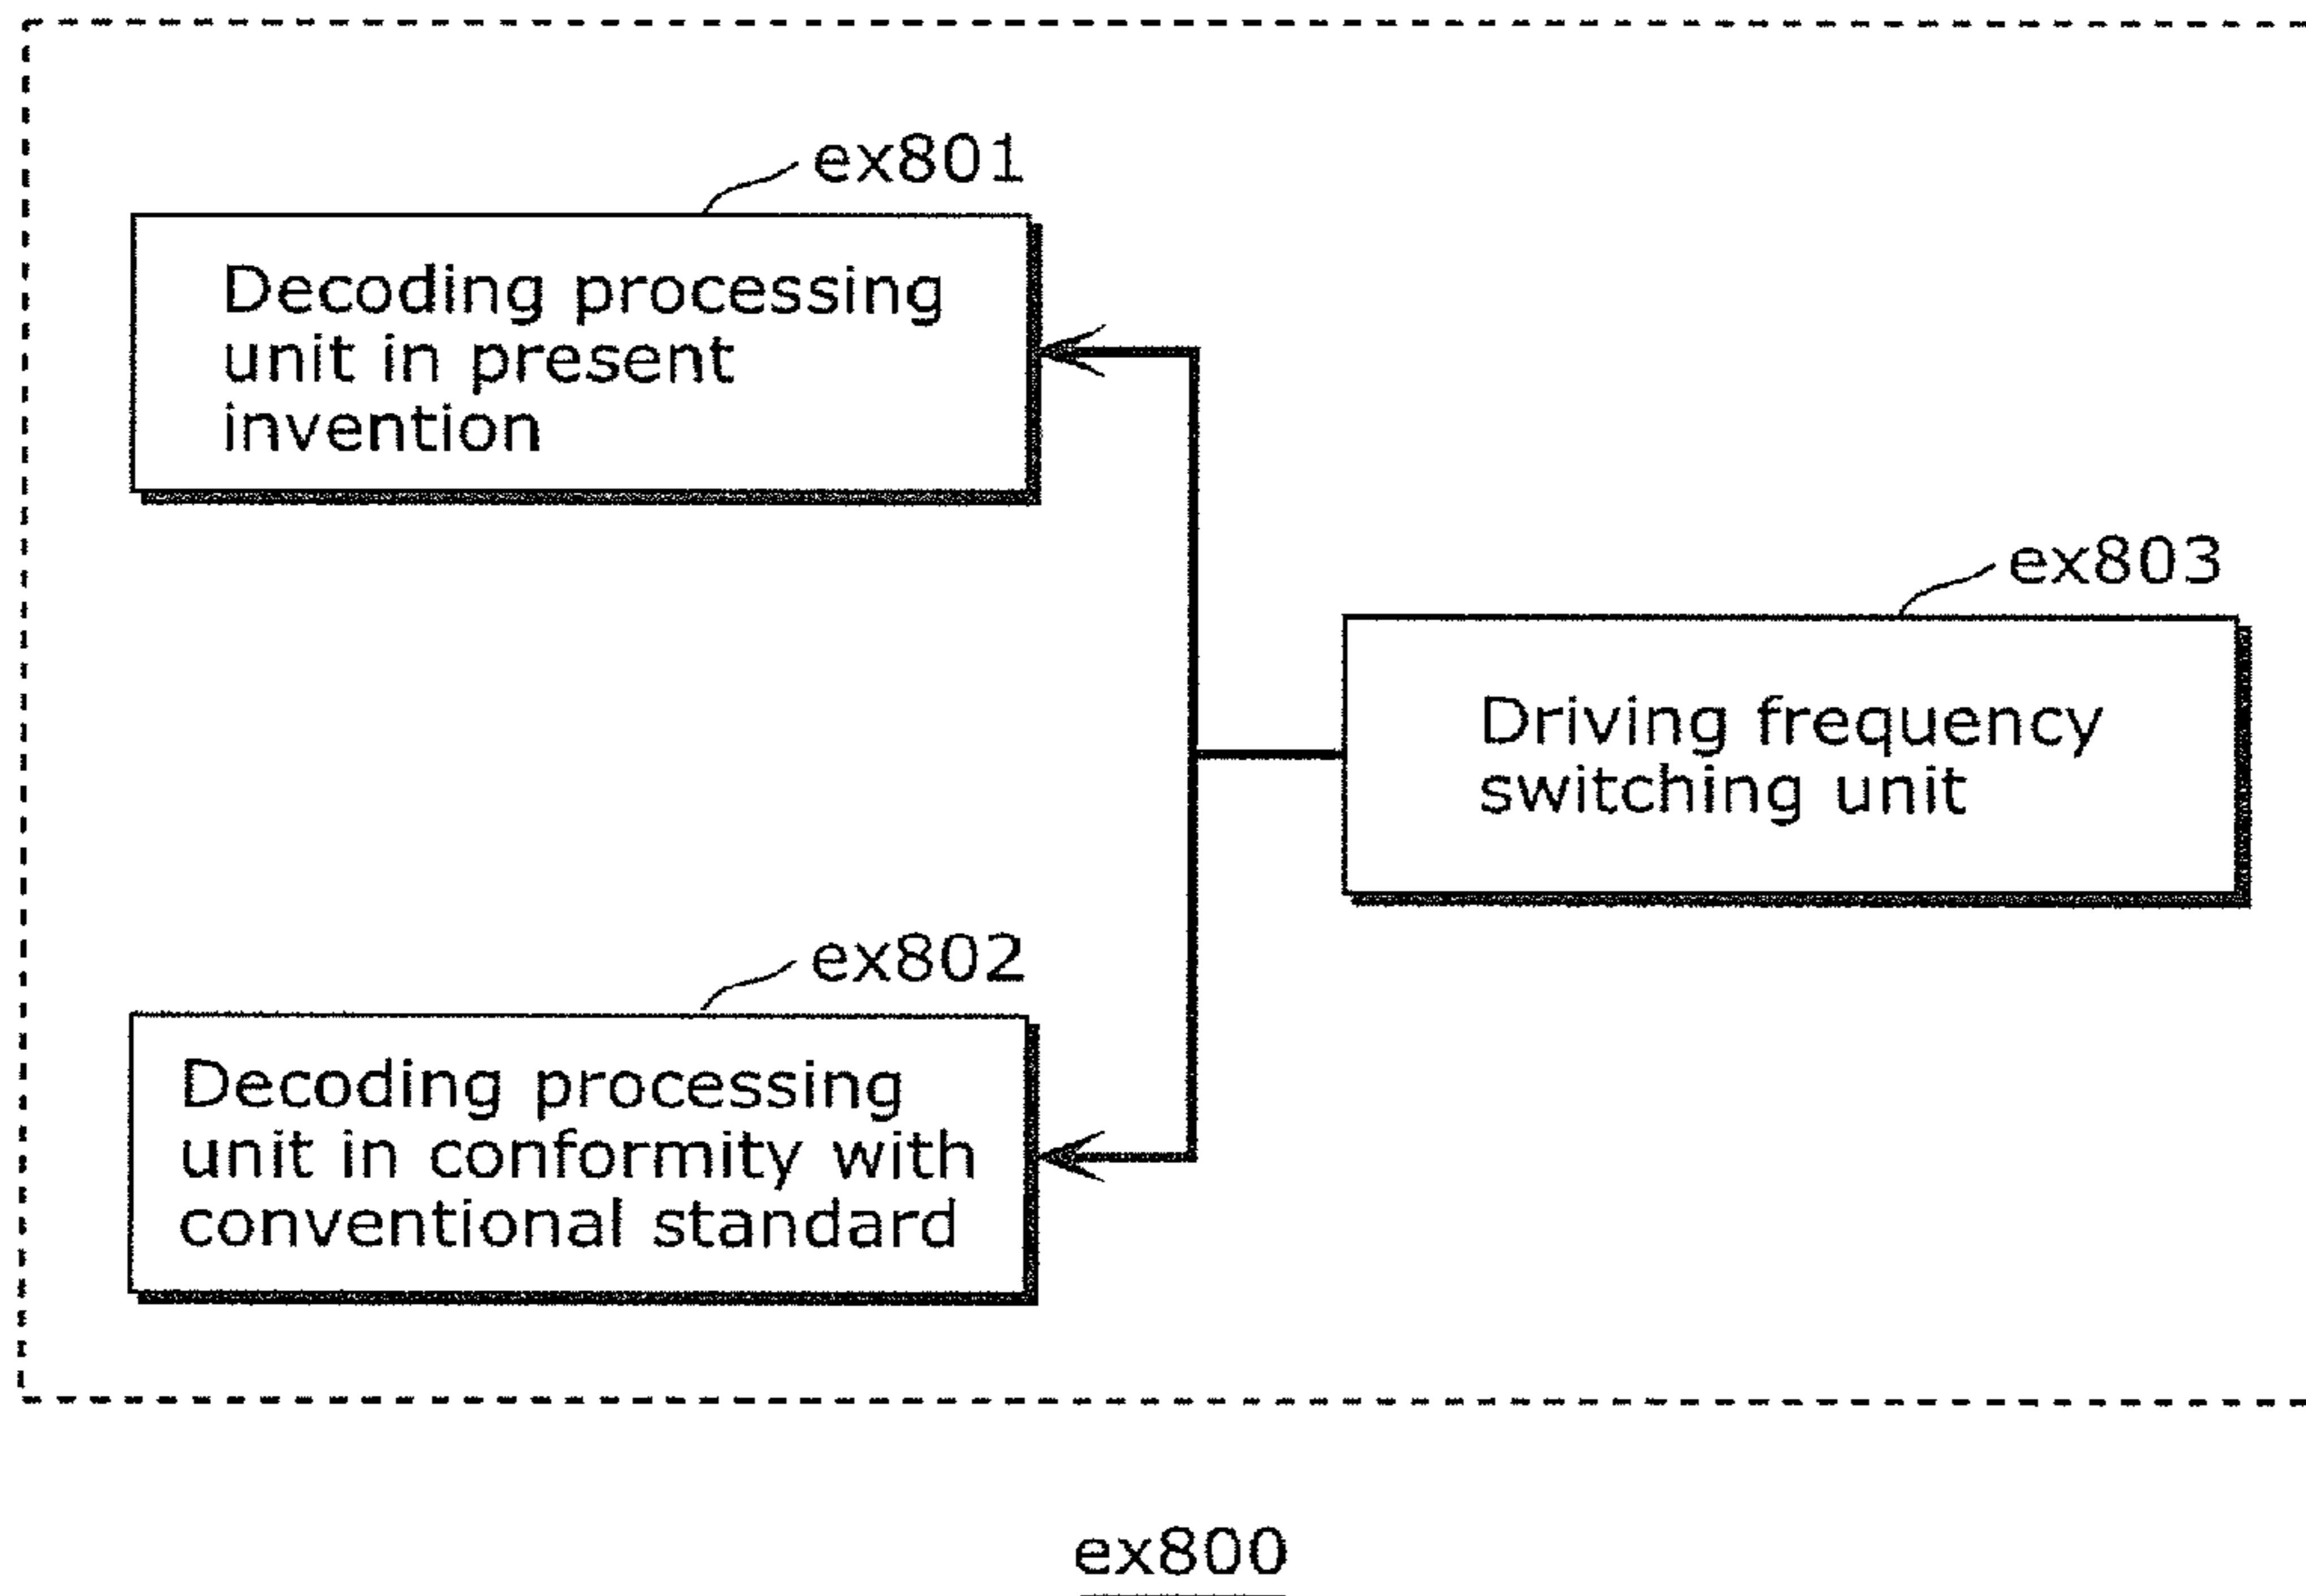 ex801
Decoding processing
unit in present
invention
ex803
Driving frequency
switching unit
ex802
Decoding processing
unit in conformity with
conventional standard
ex800